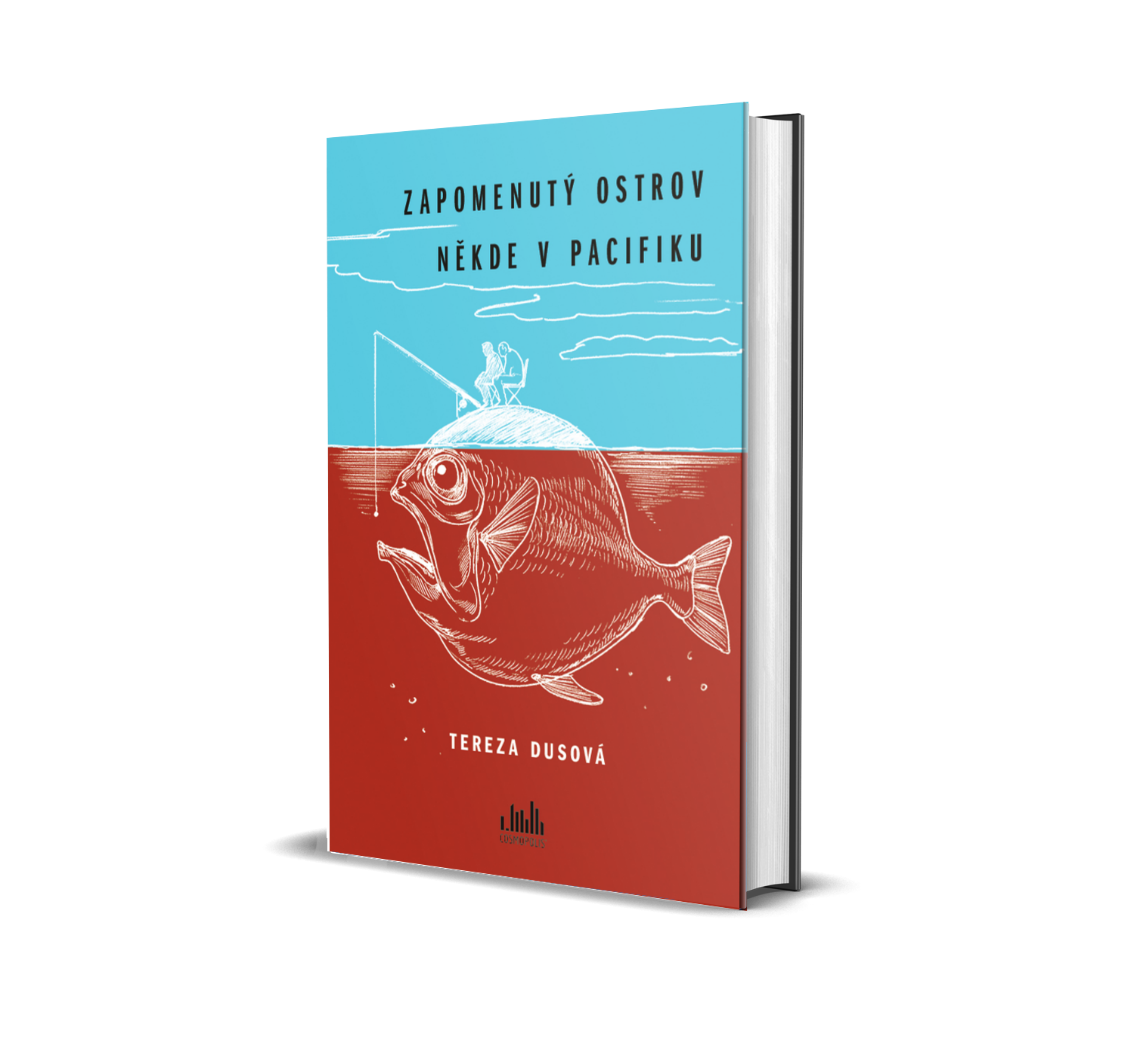 ZAPOMENUTÝ OSTROV
NĚKDE V PACIFIKU
TEREZA DUSOVÁ